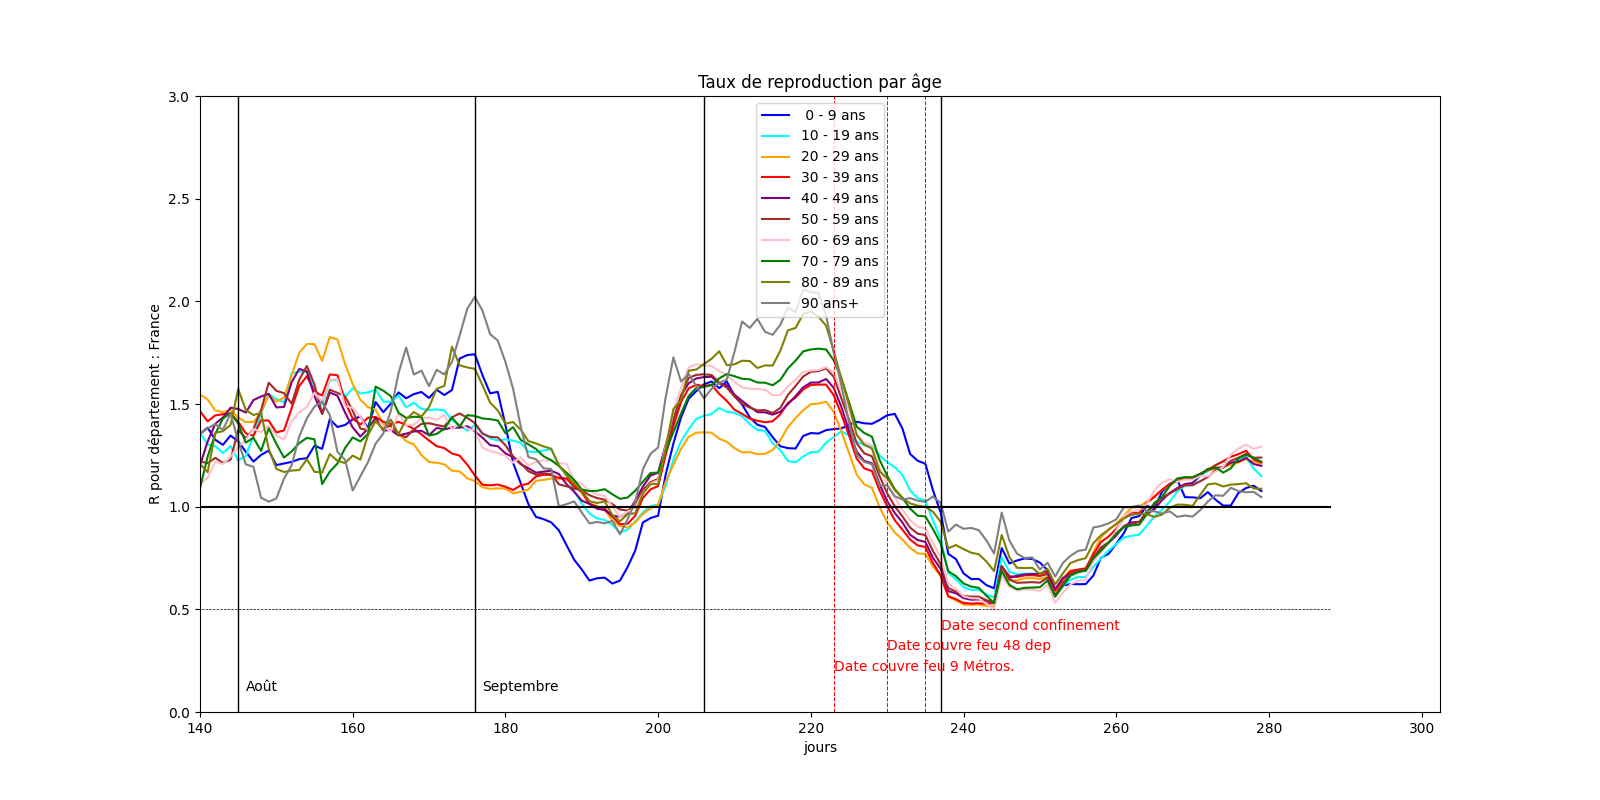 Taux de reproduction par âge
R pour département : France
3.0
2.5
2.0
1.5
1.0
0.5
0.0
0 - 9 ans
10 - 19 ans
20 - 29 ans
30 - 39 ans
40 - 49 ans
50 - 59 ans
60 - 69 ans
70 - 79 ans
80 - 89 ans
90 ans+
Date second confinement
Date couvre feu 48 dep
Date couvre feu 9 Métros.
Août
Septembre
140 160 180 200 220 240 260 280 300
jours